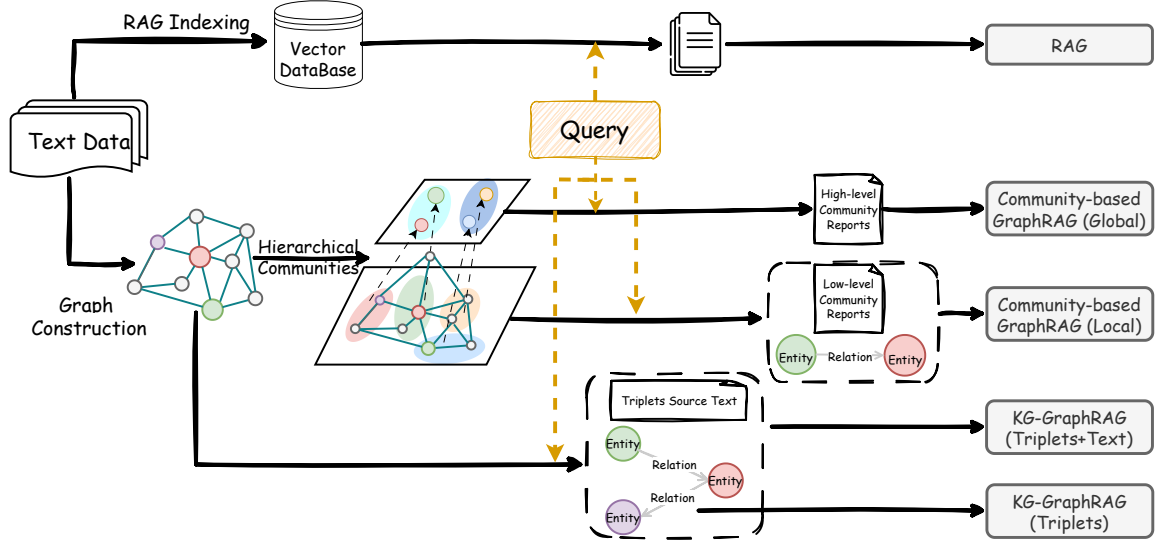 RAG Indexing
Vector
DataBase
RAG
Text Data
Query
High-level
Community
Reports
Community-based
GraphRAG (Global)
Hierarchical
Communities
Graph
Construction
Low-level
Community
Reports
Entity
Relation
Entity
Community-based
GraphRAG (Local)
Triplets Source Text
Entity
Relation
Entity
Relation
Entity
KG-GraphRAG
(Triplets+Text)
KG-GraphRAG
(Triplets)